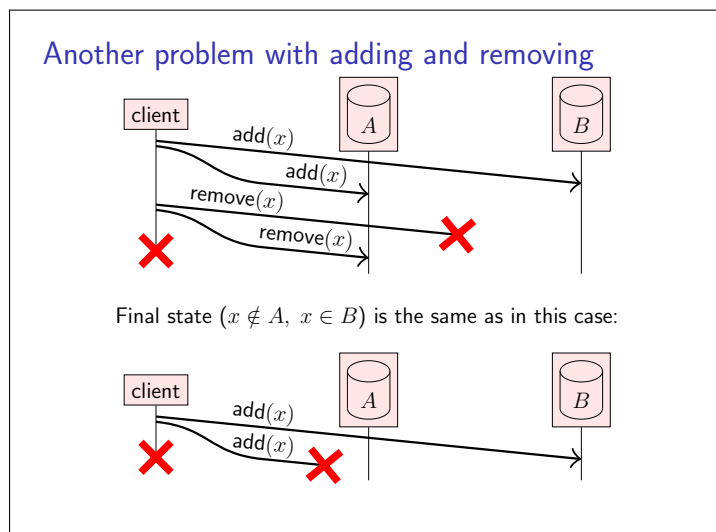 Another problem with adding and removing
client
A
B
add(x)
add(x)
remove(x)
remove(x)
Final state (x ∉ A, x ∈ B) is the same as in this case:
client
A
B
add(x)
add(x)